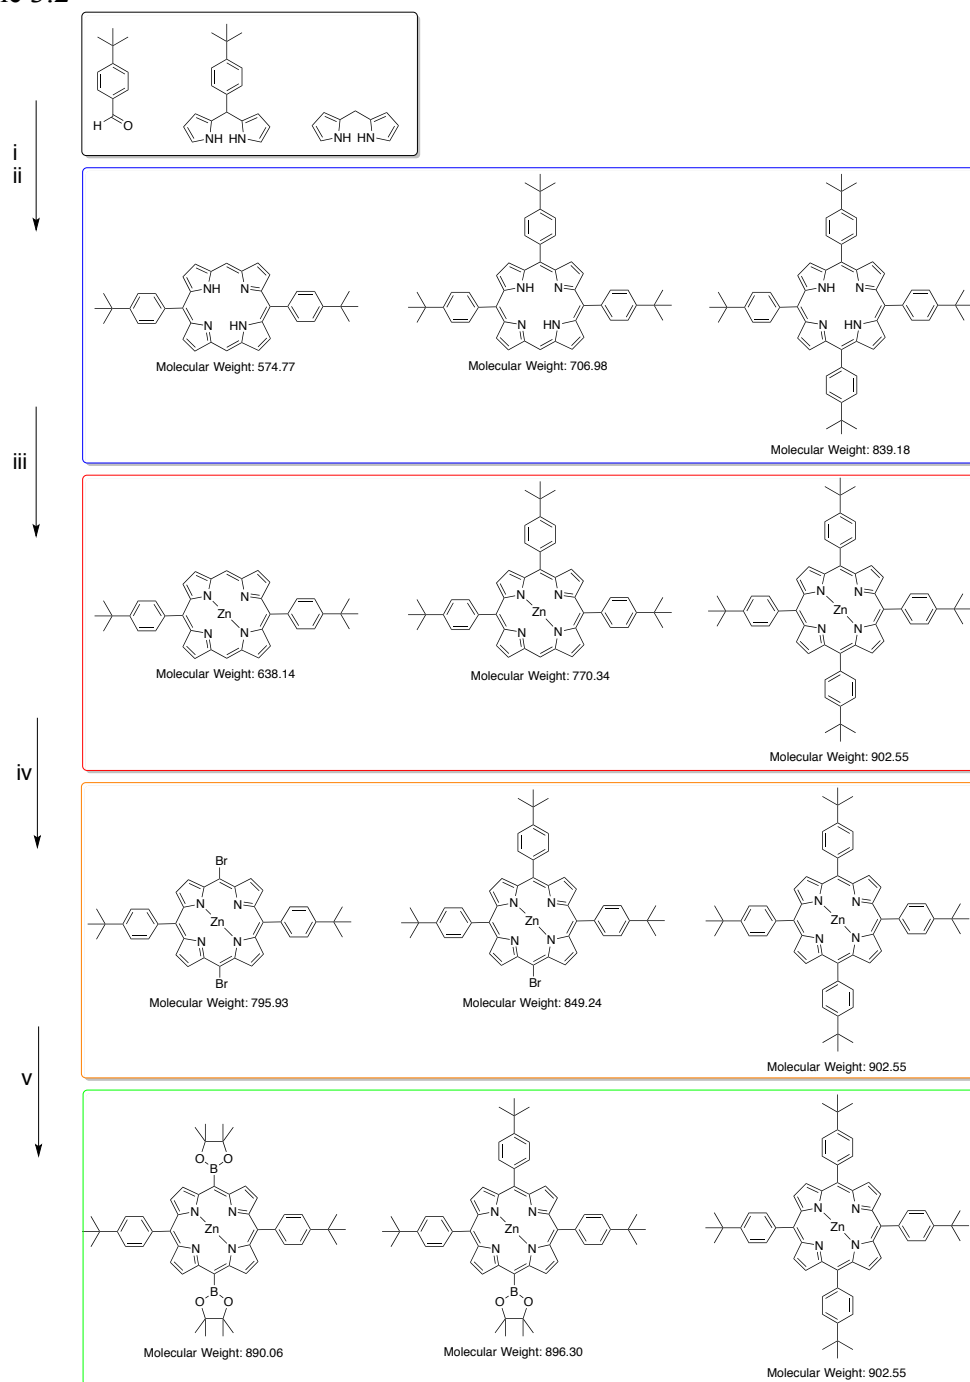 i
ii
H
O
NH
HN
NH
HN
NH
N
N
HN
Molecular Weight: 574.77
NH
N
N
HN
Molecular Weight: 706.98
NH
N
N
HN
Molecular Weight: 839.18
iii
N
N
Zn
N
N
Molecular Weight: 638.14
N
N
Zn
N
N
Molecular Weight: 770.34
N
N
Zn
N
N
Molecular Weight: 902.55
iv
Br
N
N
Zn
N
N
Br
Molecular Weight: 795.93
N
N
Zn
N
N
Br
Molecular Weight: 849.24
N
N
Zn
N
N
Molecular Weight: 902.55
v
O
O
B
N
N
Zn
N
N
B
O
O
Molecular Weight: 890.06
N
N
Zn
N
N
B
O
O
Molecular Weight: 896.30
N
N
Zn
N
N
Molecular Weight: 902.55